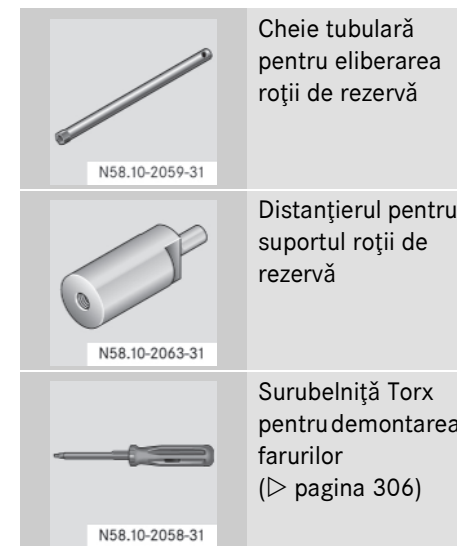 Cheie tubulară
pentru eliberarea
roţii de rezervă
N58.10-2059-31
Distanţierul pentru
suportul roţii de
rezervă
N58.10-2063-31
Surubelniţă Torx
pentru demontarea
farurilor
(▷ pagina 306)
N58.10-2058-31